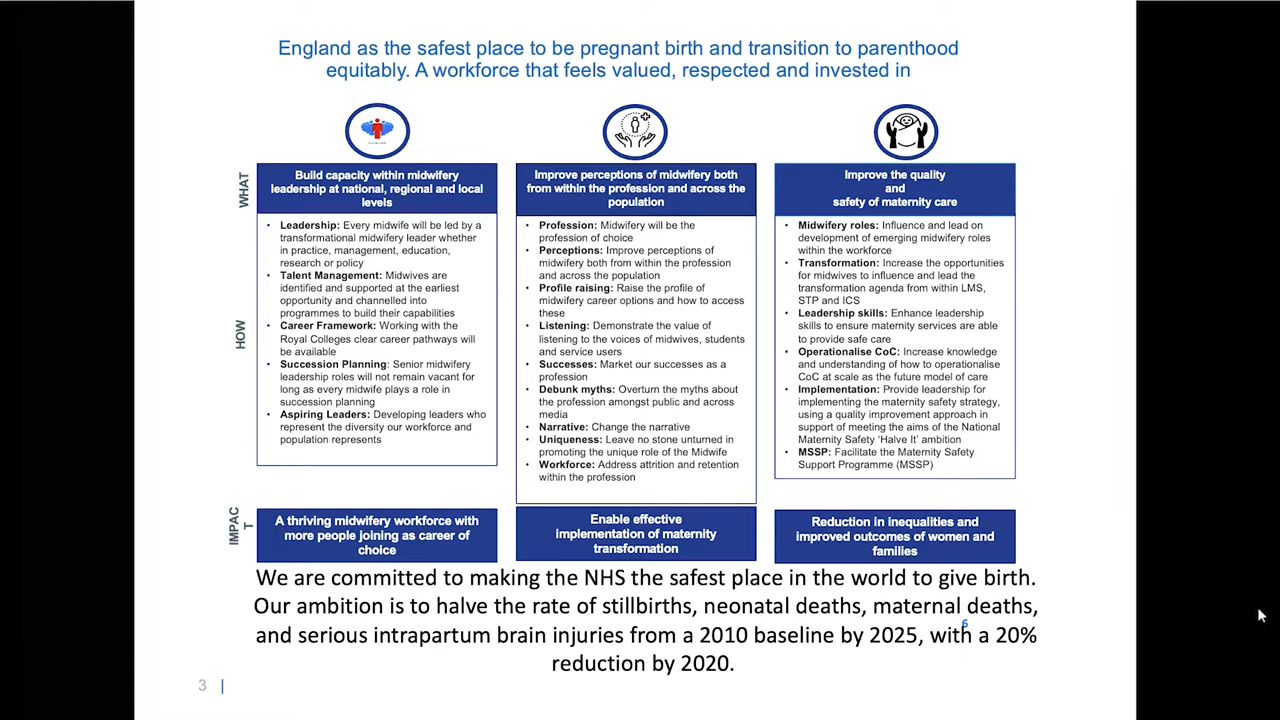 England as the safest place to be pregnant birth and transition to parenthood
equitably. A workforce that feels valued, respected and invested in
WHAT
Build capacity within midwifery
leadership at national, regional and local
levels
Improve perceptions of midwifery both
from within the profession and across the
population
Improve the quality
and
safety of maternity care
HOW
• Leadership: Every midwife will be led by a
transformational midwifery leader whether
in practice, management, education,
research or policy
• Talent Management: Midwives are
identified and supported at the earliest
opportunity and channelled into
programmes to build their capabilities
• Career Framework: Working with the
Royal Colleges clear career pathways will
be available
• Succession Planning: Senior midwifery
leadership roles will not remain vacant for
long as every midwife plays a role in
succession planning
• Aspiring Leaders: Developing leaders who
represent the diversity our workforce and
population represents
• Profession: Midwifery will be the
profession of choice
• Perceptions: Improve perceptions of
midwifery both from within the profession
and across the population
• Profile raising: Raise the profile of
midwifery career options and how to access
these
• Listening: Demonstrate the value of
listening to the voices of midwives, students
and service users
• Successes: Market our successes as a
profession
• Debunk myths: Overturn the myths about
the profession amongst public and across
media
• Narrative: Change the narrative
• Uniqueness: Leave no stone unturned in
promoting the unique role of the Midwife
• Workforce: Address attrition and retention
within the profession
• Midwifery roles: Influence and lead on
development of emerging midwifery roles
within the workforce
• Transformation: Increase the opportunities
for midwives to influence and lead the
transformation agenda from within LMS,
STP and ICS
• Leadership skills: Enhance leadership
skills to ensure maternity services are able
to provide safe care
• Operationalise CoC: Increase knowledge
and understanding of how to operationalise
CoC at scale as the future model of care
• Implementation: Provide leadership for
implementing the maternity safety strategy,
using a quality improvement approach in
support of meeting the aims of the National
Maternity Safety ‘Halve It’ ambition
• MSSP: Facilitate the Maternity Safety
Support Programme (MSSP)
IMPAC
T
A thriving midwifery workforce with
more people joining as career of
choice
Enable effective
implementation of maternity
transformation
Reduction in inequalities and
improved outcomes of women and
families
We are committed to making the NHS the safest place in the world to give birth.
Our ambition is to halve the rate of stillbirths, neonatal deaths, maternal deaths,
and serious intrapartum brain injuries from a 2010 baseline by 2025, with a 20%
reduction by 2020.
6
3 |